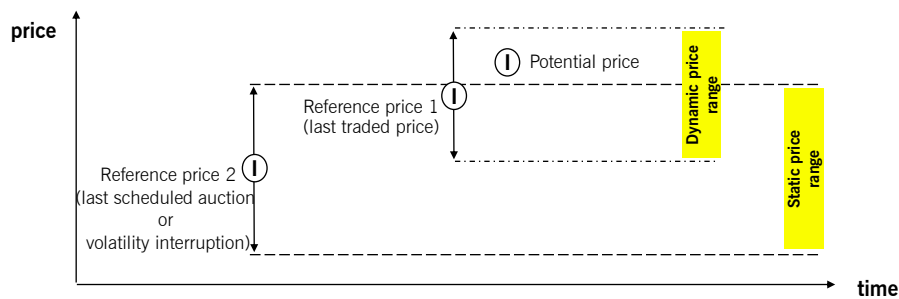 price
Potential price
Dynamic price
range
Reference price 1
(last traded price)
Static price
range
Reference price 2
(last scheduled auction
or
volatility interruption)
time